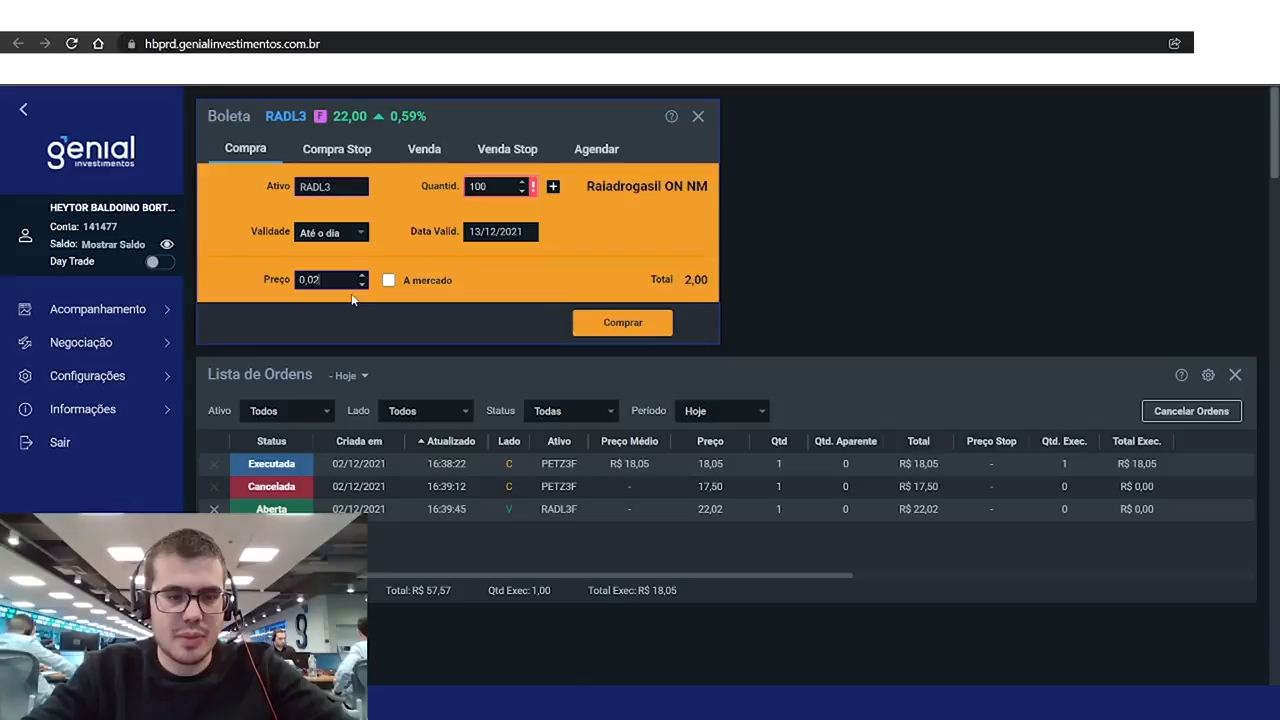 hbprd.genialinvestimentos.com.br
genial
investimentos
HEYTOR BALDOINO BORT...
Conta: 141477
Saldo: Mostrar Saldo
Day Trade
Acompanhamento
Negociação
Configurações
Informações
Sair
Boleta RADL3 F 22,00 0,59%
Compra Compra Stop Venda Venda Stop Agendar
Ativo RADL3 Quantid. 100 ! + Raiadrogasil ON NM
Validade Até o dia Data Valid. 13/12/2021
Preço 0,02 A mercado Total 2,00
Comprar
Lista de Ordens - Hoje
Ativo Todos Lado Todos Status Todas Período Hoje Cancelar Ordens
Status Criada em Atualizado Lado Ativo Preço Médio Preço Qtd Qtd. Aparente Total Preço Stop Qtd. Exec. Total Exec.
Executada 02/12/2021 16:38:22 C PETZ3F R$ 18,05 18,05 1 0 R$ 18,05 - 1 R$ 18,05
Cancelada 02/12/2021 16:39:12 C PETZ3F - 17,50 1 0 R$ 17,50 - 0 R$ 0,00
Aberta 02/12/2021 16:39:45 V RADL3F - 22,02 1 0 R$ 22,02 - 0 R$ 0,00
Total: R$ 57,57 Qtd Exec: 1,00 Total Exec: R$ 18,05